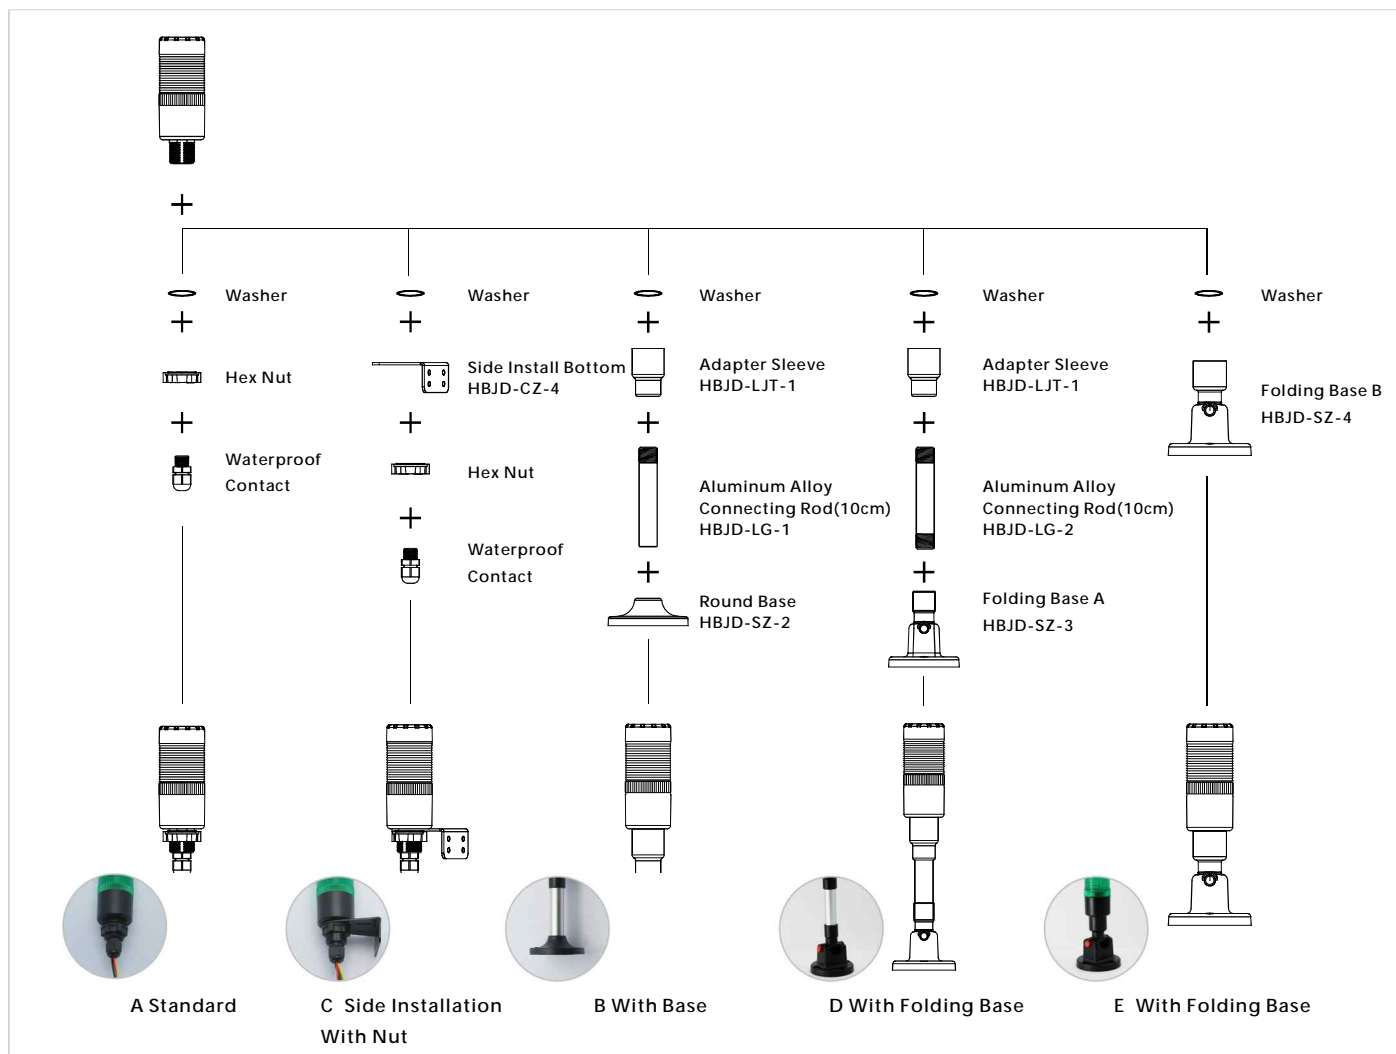 Washer
Washer
Washer
Washer
Washer
Hex Nut
Side Install Bottom
HBJD-CZ-4
Adapter Sleeve
HBJD-LJT-1
Adapter Sleeve
HBJD-LJT-1
Folding Base B
HBJD-SZ-4
Waterproof
Contact
Hex Nut
Aluminum Alloy
Connecting Rod(10cm)
HBJD-LG-1
Aluminum Alloy
Connecting Rod(10cm)
HBJD-LG-2
Waterproof
Contact
Round Base
HBJD-SZ-2
Folding Base A
HBJD-SZ-3
A Standard
C Side Installation
With Nut
B With Base
D With Folding Base
E With Folding Base